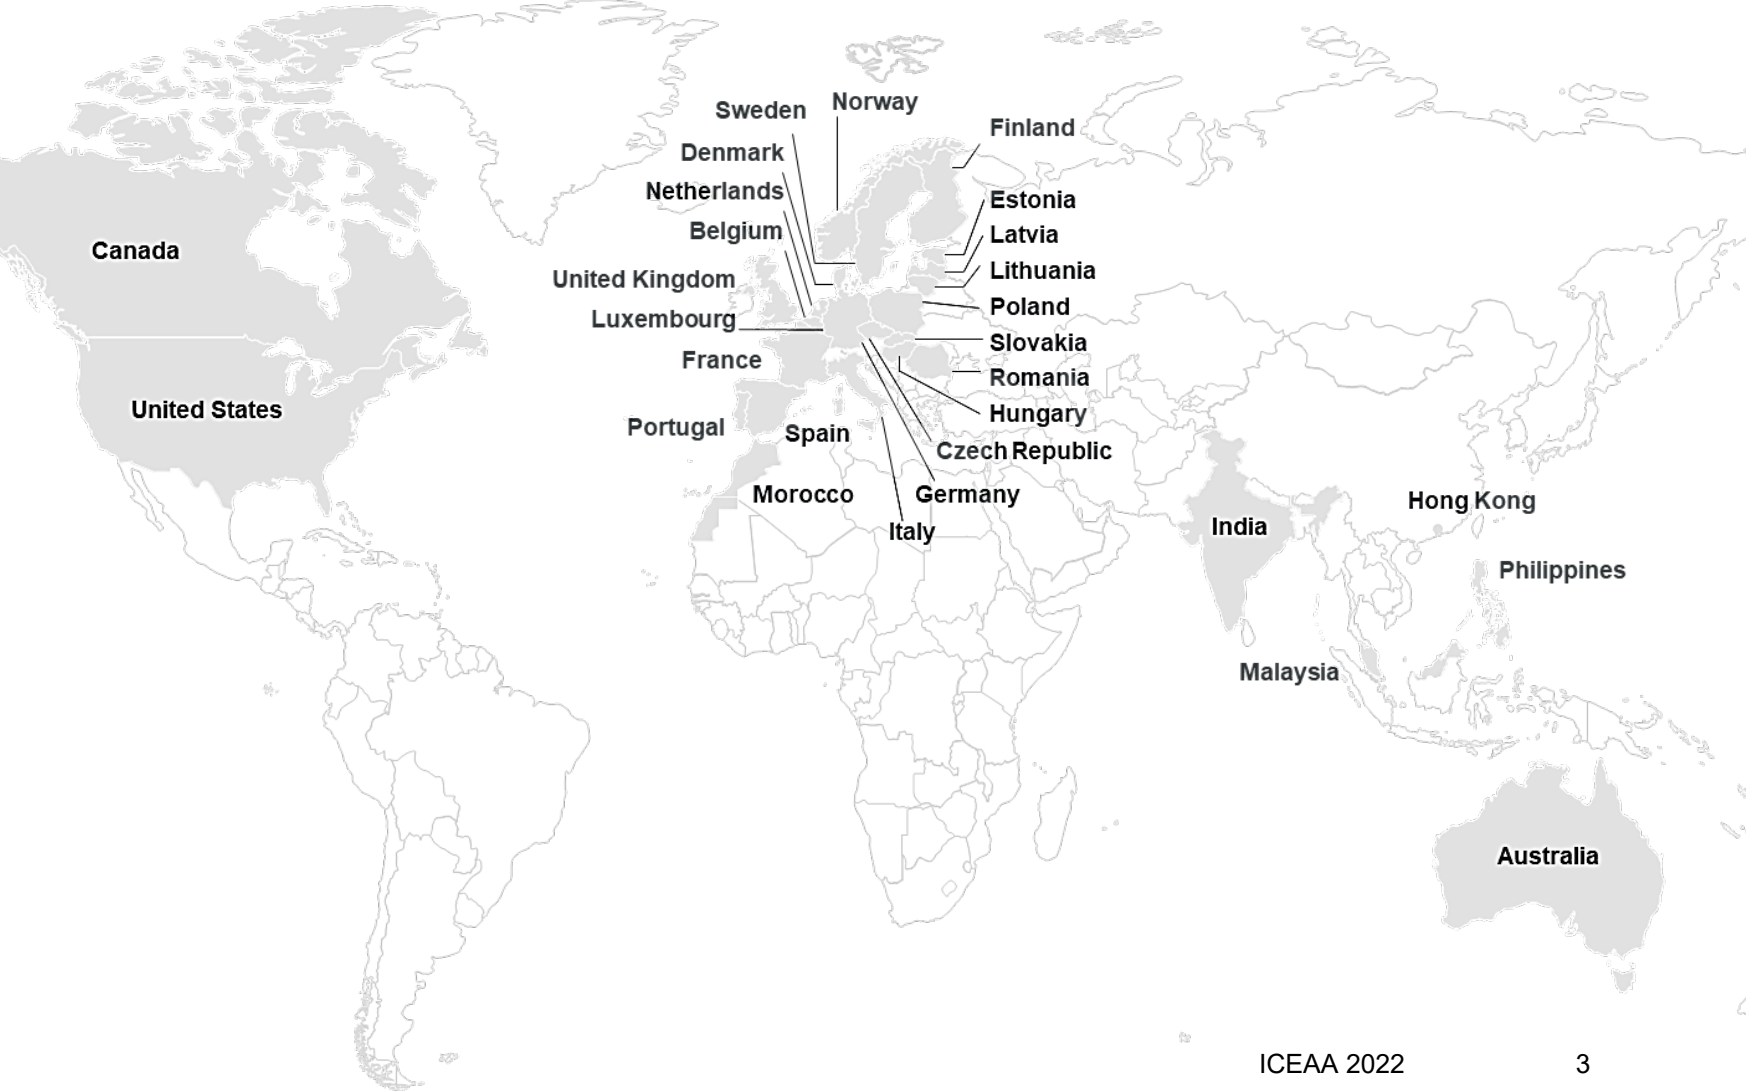 Norway
Sweden
Finland
Denmark
Netherlands
Estonia
Belgium
Latvia
Canada
Lithuania
United Kingdom
Poland
Luxembourg
Slovakia
France
Romania
United States
Hungary
Portugal
Spain
Czech Republic
Morocco
Germany
Hong Kong
India
Italy
Philippines
Malaysia
Australia
ICEAA 2022
3